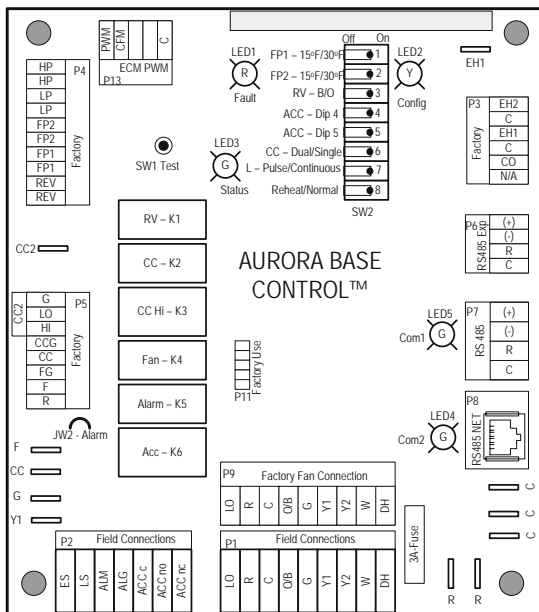 PWM
CFM
C
ECM PWM
P13
LED1
R
Fault
Off On
FP1 – 15ºF/30ºF 1
FP2 – 15ºF/30ºF 2
RV – B/O 3
ACC – Dip 4 4
ACC – Dip 5 5
CC – Dual/Single 6
L – Pulse/Continuous 7
Reheat/Normal 8
SW2
LED2
Y
Config
EH1
P4
HP
HP
LP
LP
FP2
FP2
FP1
FP1
REV
REV
Factory
SW1 Test
LED3
G
Status
P3
EH2
C
EH1
C
CO
N/A
Factory
RV – K1
CC – K2
CC Hi – K3
Fan – K4
Alarm – K5
Acc – K6
AURORA BASE
CONTROL™
P6
RS485 Exp
(+)
(-)
R
C
CC2
CC2
P5
G
LO
HI
CCG
CC
FG
F
R
Factory
LED5
Com1
G
P7
RS 485
(+)
(-)
R
C
Factory Use
P11
JW2 - Alarm
LED4
Com2
G
P8
RS485 NET
F
CC
G
Y1
P9 Factory Fan Connection
LO R C O/B G Y1 Y2 W DH
C
C
C
3A-Fuse
P2 Field Connections
ES LS ALM ALG ACC c ACC no ACC nc
P1 Field Connections
LO R C O/B G Y1 Y2 W DH
R R